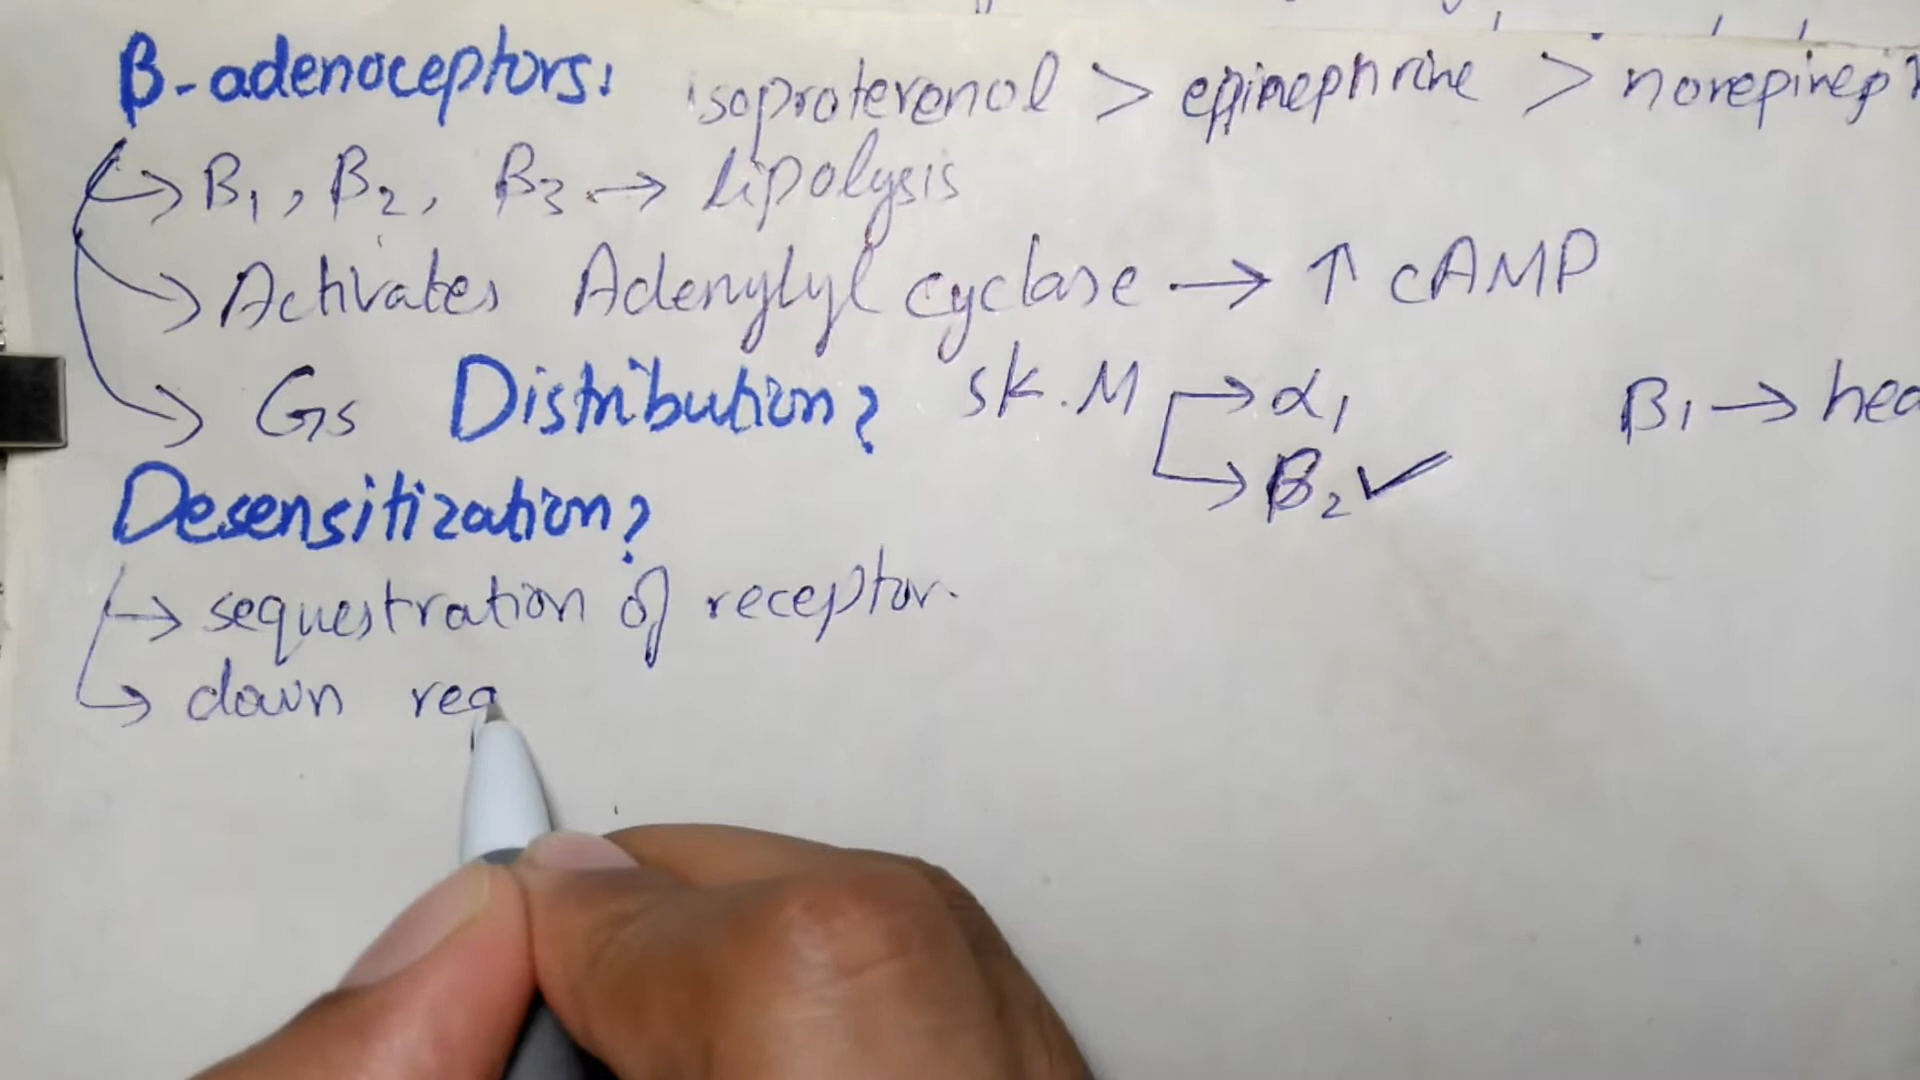 β-adenoceptors: isoproterenol > epinephrine > norepineph
↳ β₁, β₂, β₃ → Lipolysis
→ Activates Adenylyl cyclase → ↑ cAMP
→ Gs Distribution? sk.M → α₁ β₁ → hea
→ β₂ ✓
Desensitization?
→ sequestration of receptor.
→ down reg